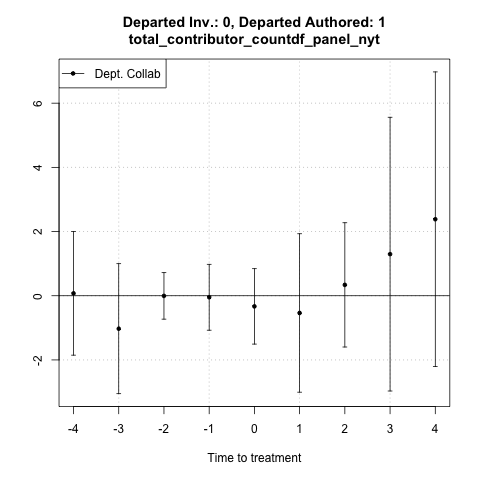 Departed Inv.: 0, Departed Authored: 1
total_contributor_countdf_panel_nyt
Dept. Collab
6
4
2
0
-2
-4 -3 -2 -1 0 1 2 3 4
Time to treatment